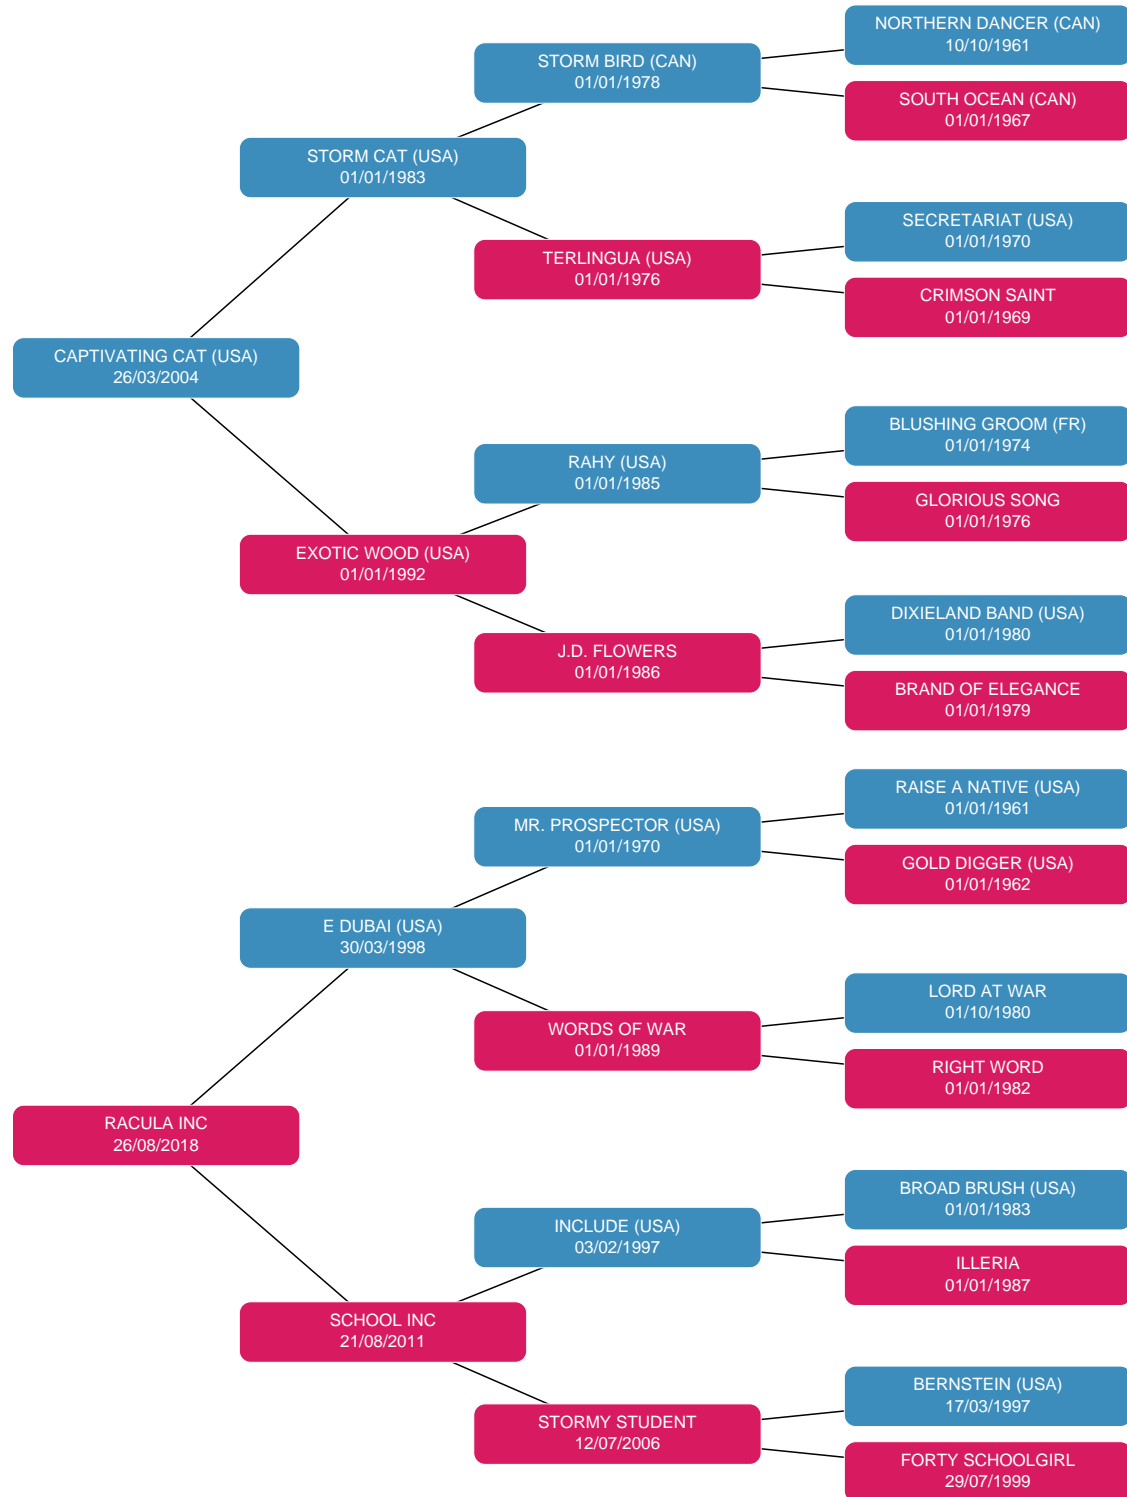 NORTHERN DANCER (CAN)
10/10/1961
STORM BIRD (CAN)
01/01/1978
SOUTH OCEAN (CAN)
01/01/1967
STORM CAT (USA)
01/01/1983
SECRETARIAT (USA)
01/01/1970
TERLINGUA (USA)
01/01/1976
CRIMSON SAINT
01/01/1969
CAPTIVATING CAT (USA)
26/03/2004
BLUSHING GROOM (FR)
01/01/1974
RAHY (USA)
01/01/1985
GLORIOUS SONG
01/01/1976
EXOTIC WOOD (USA)
01/01/1992
DIXIELAND BAND (USA)
01/01/1980
J.D. FLOWERS
01/01/1986
BRAND OF ELEGANCE
01/01/1979
RAISE A NATIVE (USA)
01/01/1961
MR. PROSPECTOR (USA)
01/01/1970
GOLD DIGGER (USA)
01/01/1962
E DUBAI (USA)
30/03/1998
LORD AT WAR
01/10/1980
WORDS OF WAR
01/01/1989
RIGHT WORD
01/01/1982
RACULA INC
26/08/2018
BROAD BRUSH (USA)
01/01/1983
INCLUDE (USA)
03/02/1997
ILLERIA
01/01/1987
SCHOOL INC
21/08/2011
BERNSTEIN (USA)
17/03/1997
STORMY STUDENT
12/07/2006
FORTY SCHOOLGIRL
29/07/1999